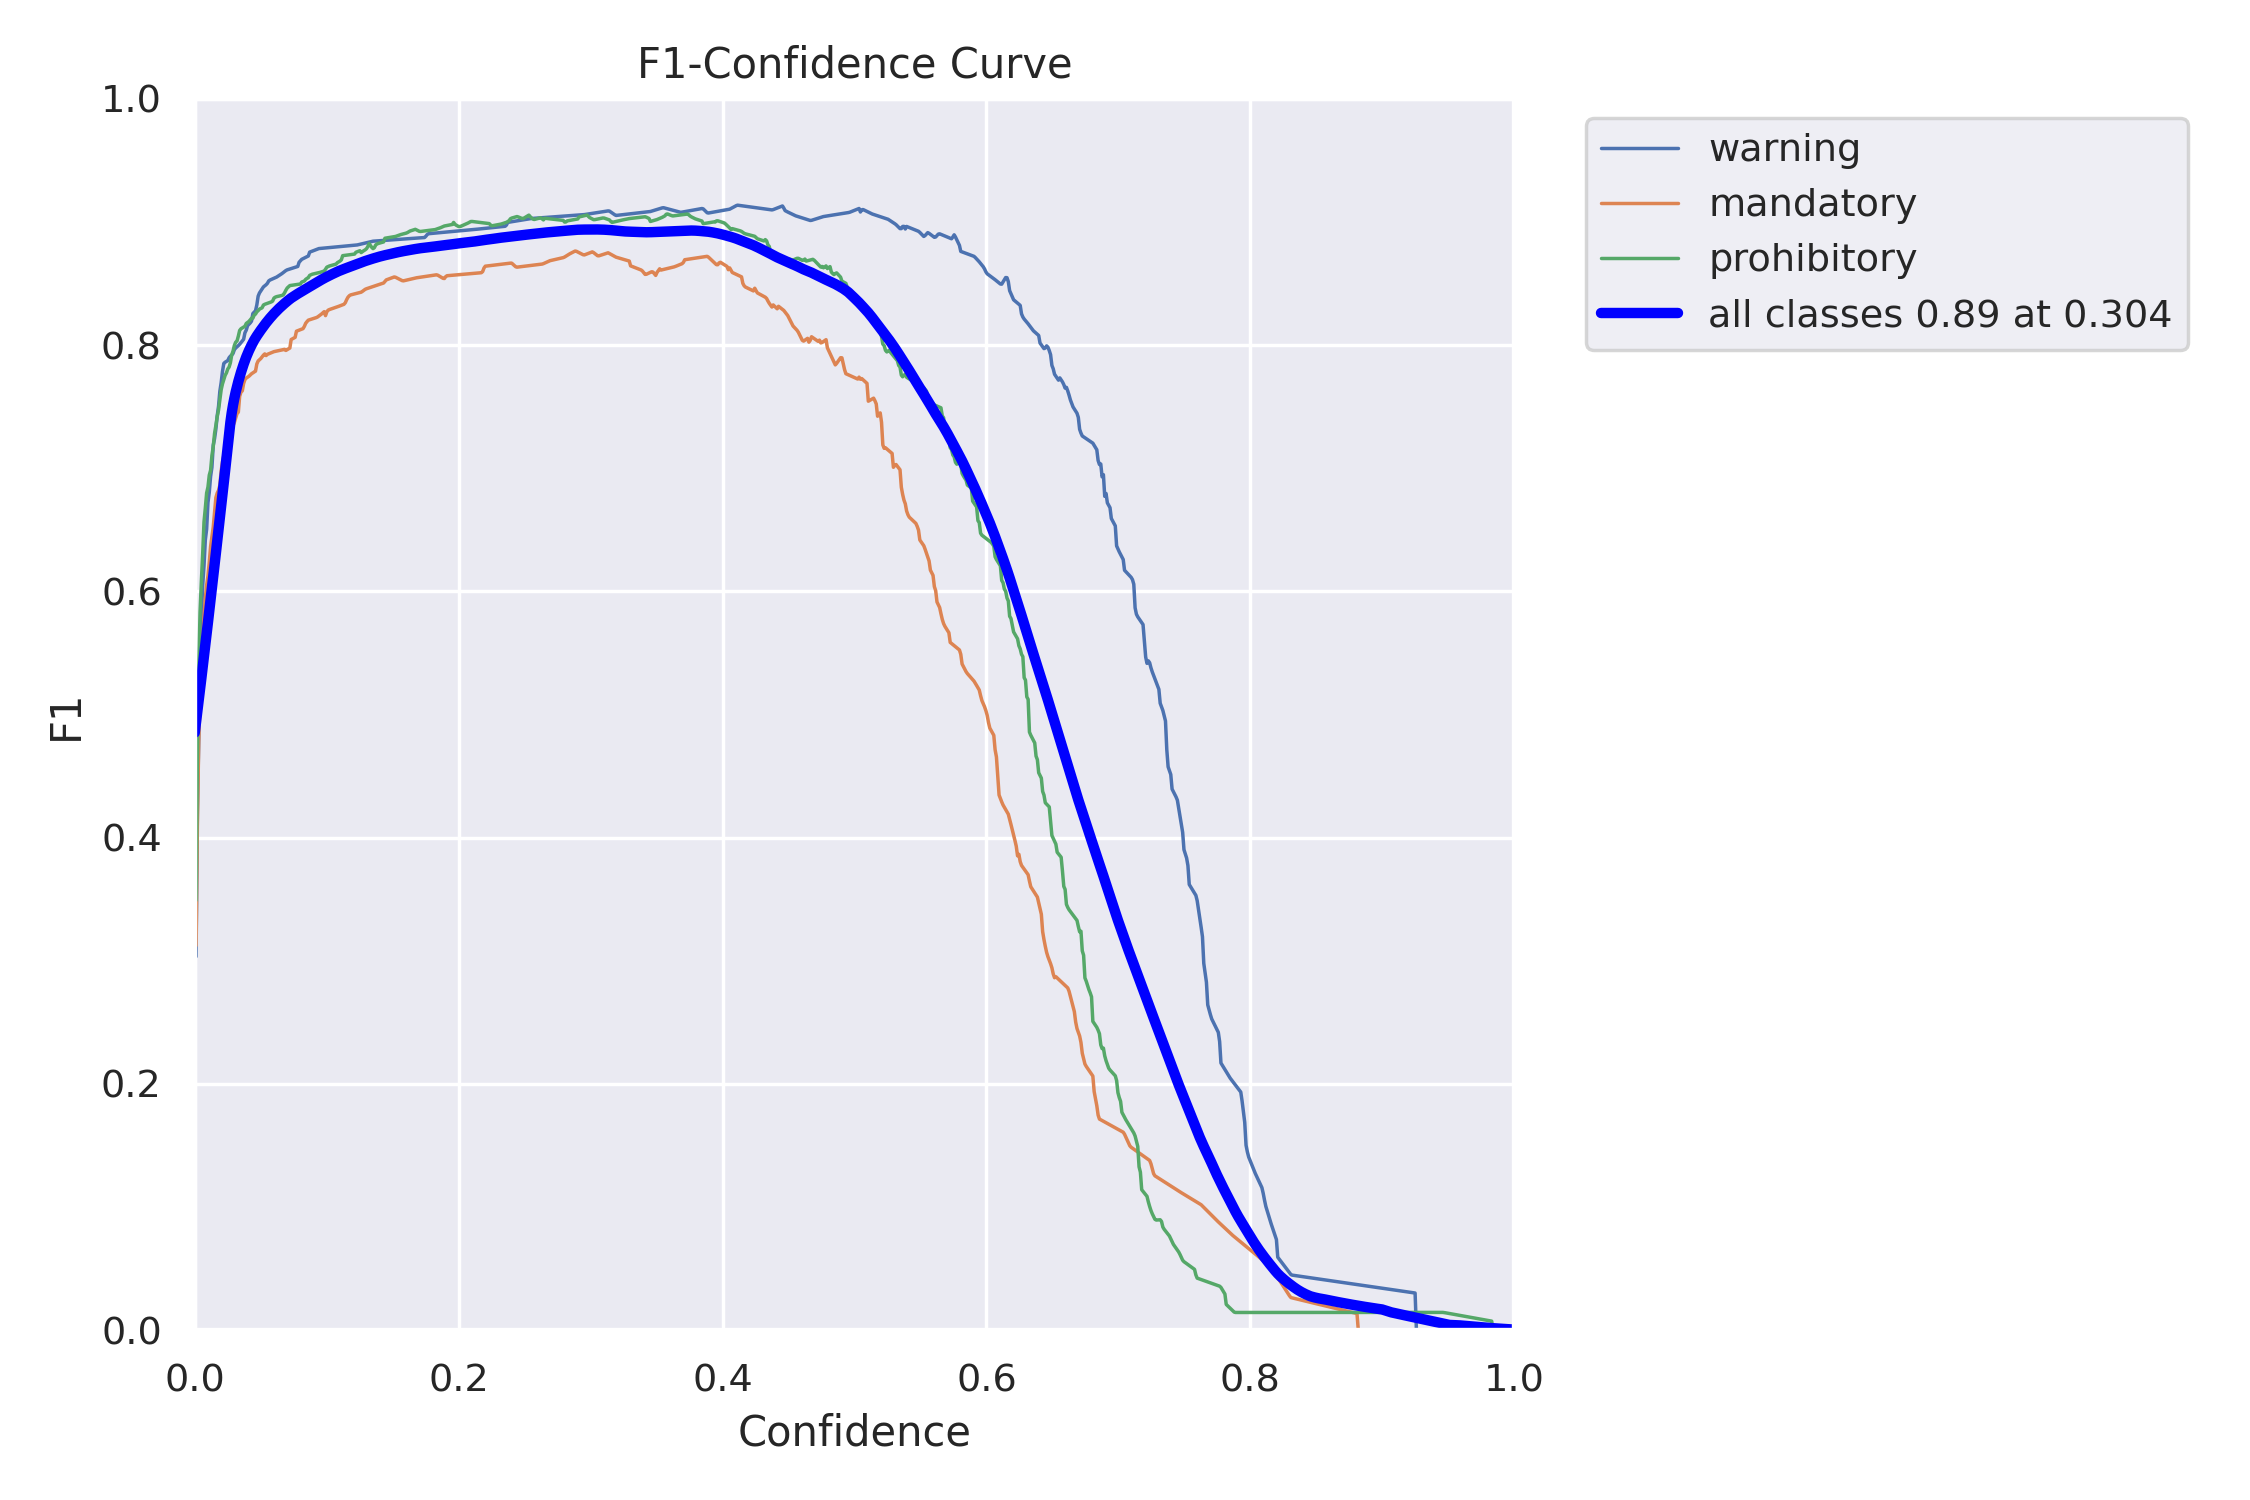 F1-Confidence Curve
1.0
0.8
0.6
0.4
0.2
0.0
F1
0.0 0.2 0.4 0.6 0.8 1.0
Confidence
warning
mandatory
prohibitory
all classes 0.89 at 0.304